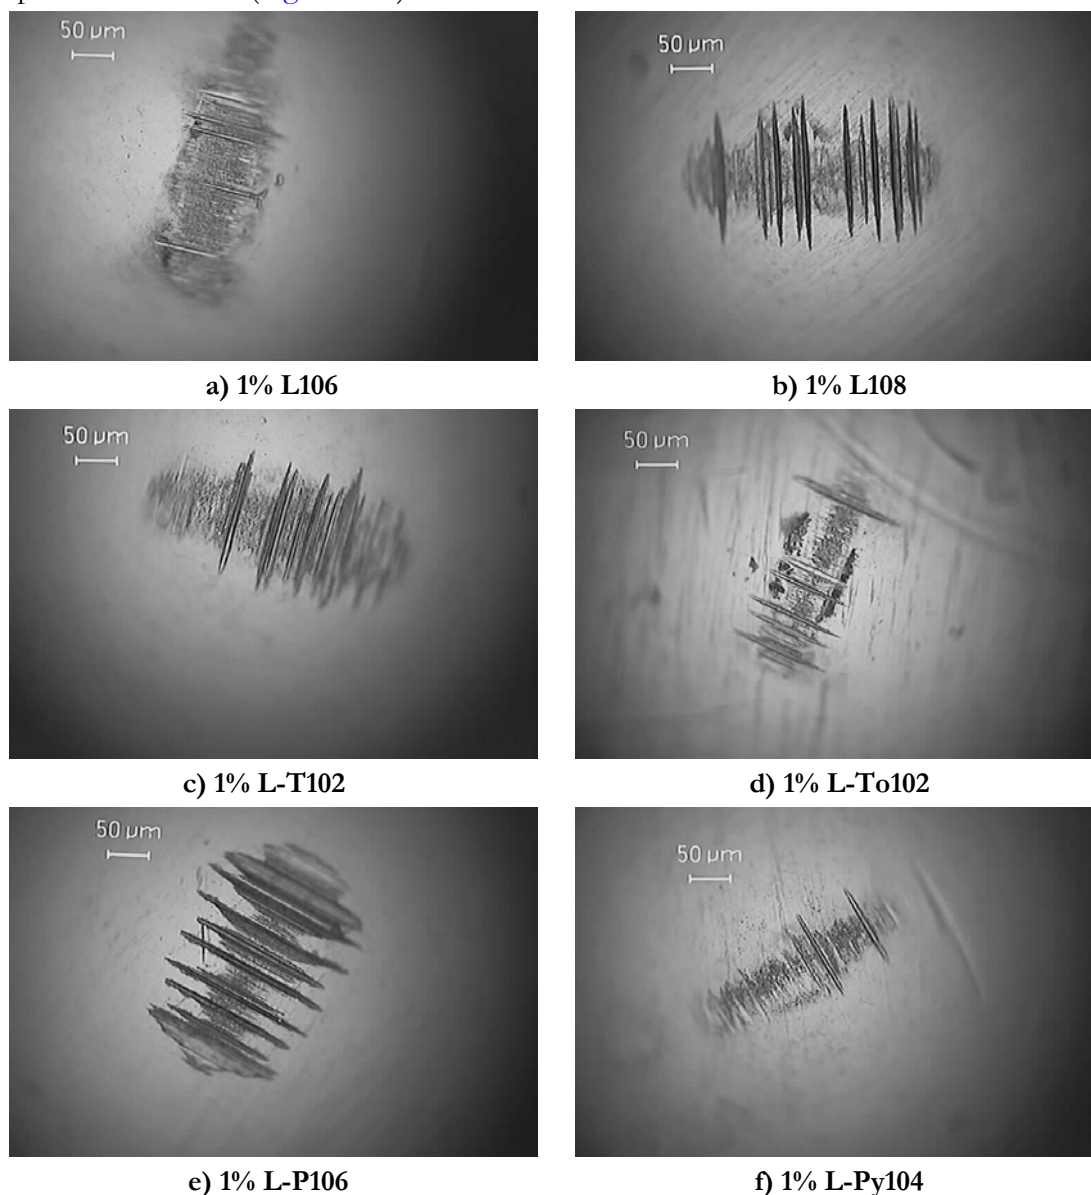 50 µm
50 µm
a) 1% L106
b) 1% L108
50 µm
50 µm
c) 1% L-T102
d) 1% L-To102
50 µm
50 µm
e) 1% L-P106
f) 1% L-Py104